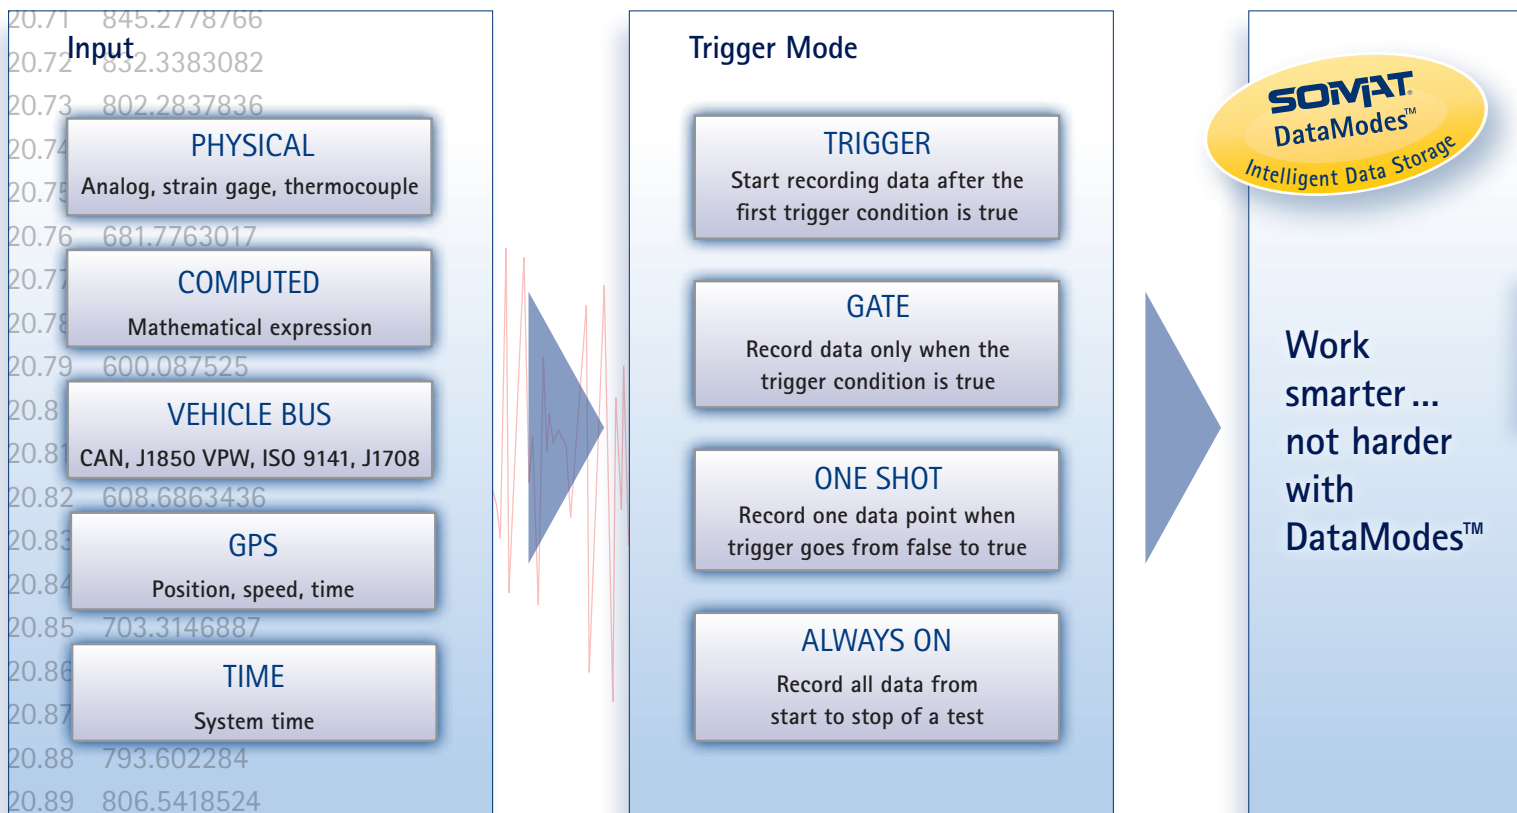 20.71 845.2778766
Input
20.72 832.3383082
20.73 802.2837836
PHYSICAL
20.74
Analog, strain gage, thermocouple
20.75
20.76 681.7763017
COMPUTED
20.77
Mathematical expression
20.78
20.79 600.087525
VEHICLE BUS
20.8
CAN, J1850 VPW, ISO 9141, J1708
20.81
20.82 608.6863436
GPS
20.83
Position, speed, time
20.84
20.85 703.3146887
TIME
20.86
System time
20.87
20.88 793.602284
20.89 806.5418524
Trigger Mode
TRIGGER
Start recording data after the
first trigger condition is true
GATE
Record data only when the
trigger condition is true
ONE SHOT
Record one data point when
trigger goes from false to true
ALWAYS ON
Record all data from
start to stop of a test
SOMAT®
DataModes™
Intelligent Data Storage
Work
smarter ...
not harder
with
DataModes™